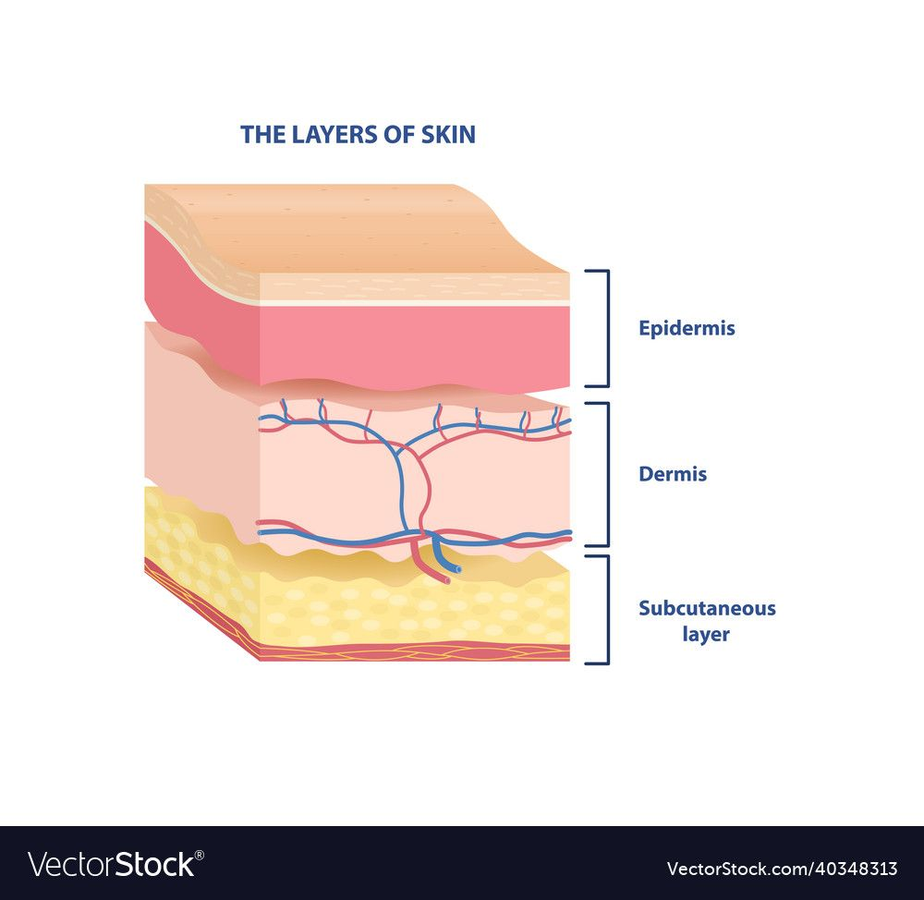 THE LAYERS OF SKIN
Epidermis
Dermis
Subcutaneous
layer
VectorStock®
VectorStock.com/40348313